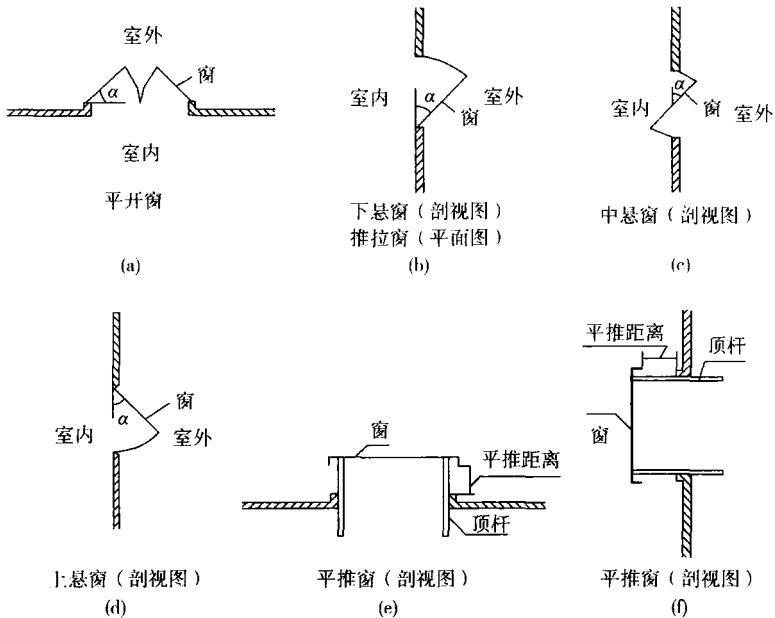 室外
窗
α
室内
平开窗
(a)
室内
α
室外
窗
下悬窗(剖视图)
推拉窗(平面图)
(b)
α
室内
窗
室外
中悬窗(剖视图)
(c)
窗
α
室内
室外
上悬窗(剖视图)
(d)
窗
平推距离
顶杆
平推窗(剖视图)
(e)
平推距离
顶杆
窗
平推窗(剖视图)
(f)